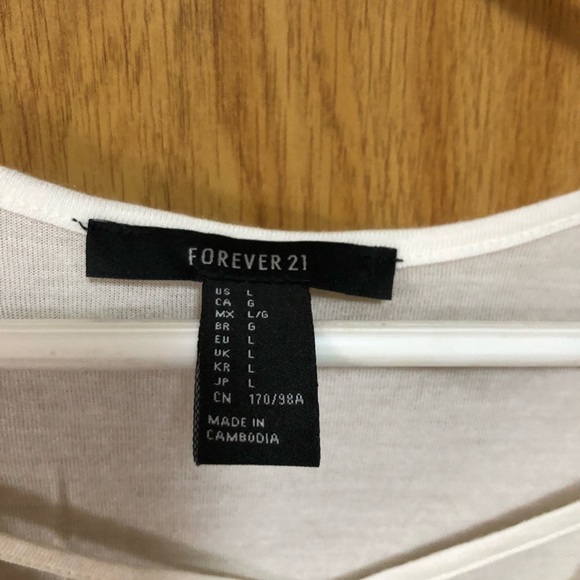 FOREVER 21
US L
CA G
MX L/G
BR G
EU L
UK L
KR L
JP L
CN 170/98A
MADE IN
CAMBODIA